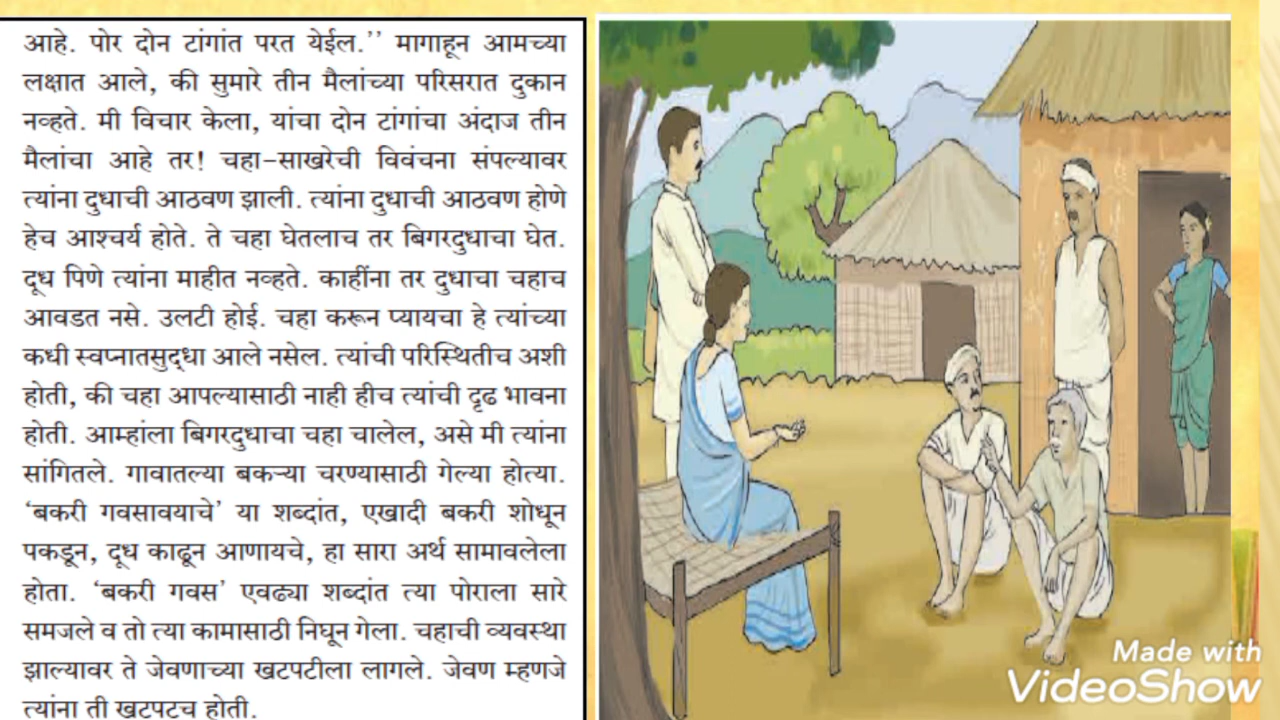 आहे. पोर दोन टांगांत परत येईल.’’ मागाहून आमच्या
लक्षात आले, की सुमारे तीन मैलांच्या परिसरात दुकान
नव्हते. मी विचार केला, यांचा दोन टांगांचा अंदाज तीन
मैलांचा आहे तर! चहा-साखरेची विवंचना संपल्यावर
त्यांना दुधाची आठवण झाली. त्यांना दुधाची आठवण होणे
हेच आश्चर्य होते. ते चहा घेतलाच तर बिगरदुधाचा घेत.
दूध पिणे त्यांना माहीत नव्हते. काहींना तर दुधाचा चहाच
आवडत नसे. उलटी होई. चहा करून प्यायचा हे त्यांच्या
कधी स्वप्नातसुद्धा आले नसेल. त्यांची परिस्थितीच अशी
होती, की चहा आपल्यासाठी नाही हीच त्यांची दृढ भावना
होती. आम्हांला बिगरदुधाचा चहा चालेल, असे मी त्यांना
सांगितले. गावातल्या बकऱ्या चरण्यासाठी गेल्या होत्या.
‘बकरी गवसावयाचे’ या शब्दांत, एखादी बकरी शोधून
पकडून, दूध काढून आणायचे, हा सारा अर्थ सामावलेला
होता. ‘बकरी गवस’ एवढ्या शब्दांत त्या पोराला सारे
समजले व तो त्या कामासाठी निघून गेला. चहाची व्यवस्था
झाल्यावर ते जेवणाच्या खटपटीला लागले. जेवण म्हणजे
त्यांना ती खटपटच होती.
Made with
VideoShow